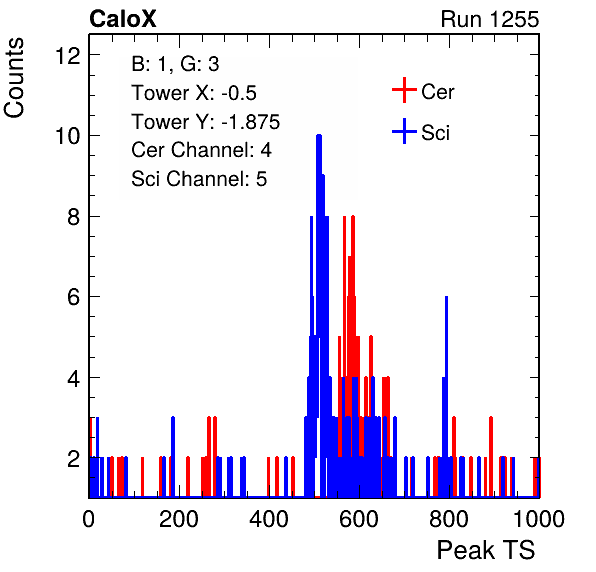 CaloX Run 1255
Counts
12
10
8
6
4
2
B: 1, G: 3
Tower X: -0.5
Tower Y: -1.875
Cer Channel: 4
Sci Channel: 5
Cer
Sci
0 200 400 600 800 1000
Peak TS